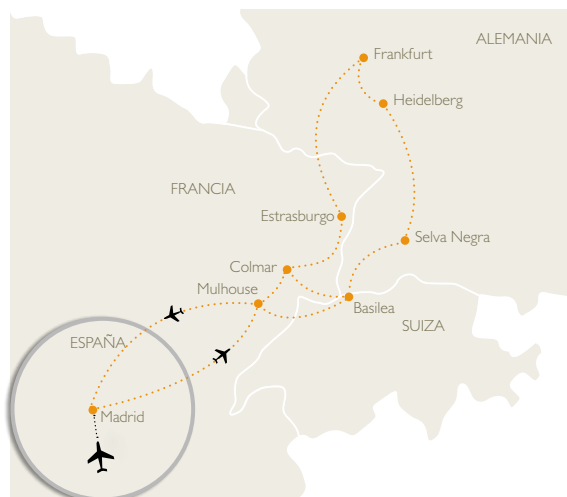 ALEMANIA
Frankfurt
Heidelberg
FRANCIA
Estrasburgo
Selva Negra
Colmar
Mulhouse
Basilea
SUIZA
ESPAÑA
Madrid